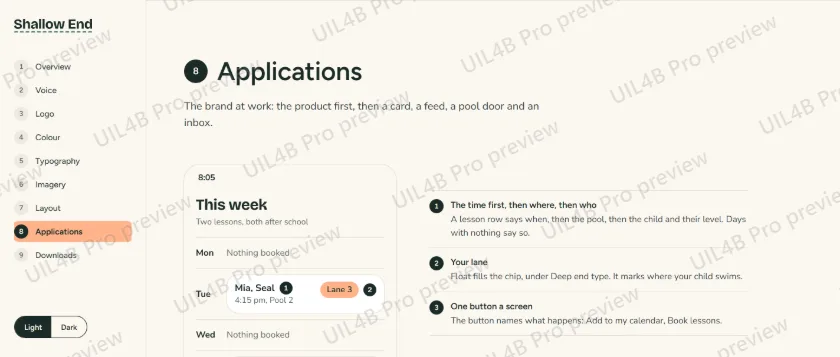 Shallow End
1 Overview
2 Voice
3 Logo
4 Colour
5 Typography
6 Imagery
7 Layout
8 Applications
9 Downloads
Light Dark
8 Applications
The brand at work: the product first, then a card, a feed, a pool door and an
inbox.
8:05
This week
Two lessons, both after school
Mon Nothing booked
Tue
Mia, Seal 1
4:15 pm, Pool 2
Lane 3 2
Wed Nothing booked
1 The time first, then where, then who
A lesson row says when, then the pool, then the child and their level. Days
with nothing say so.
2 Your lane
Float fills the chip, under Deep end type. It marks where your child swims.
3 One button a screen
The button names what happens: Add to my calendar, Book lessons.
UIL4B Pro preview